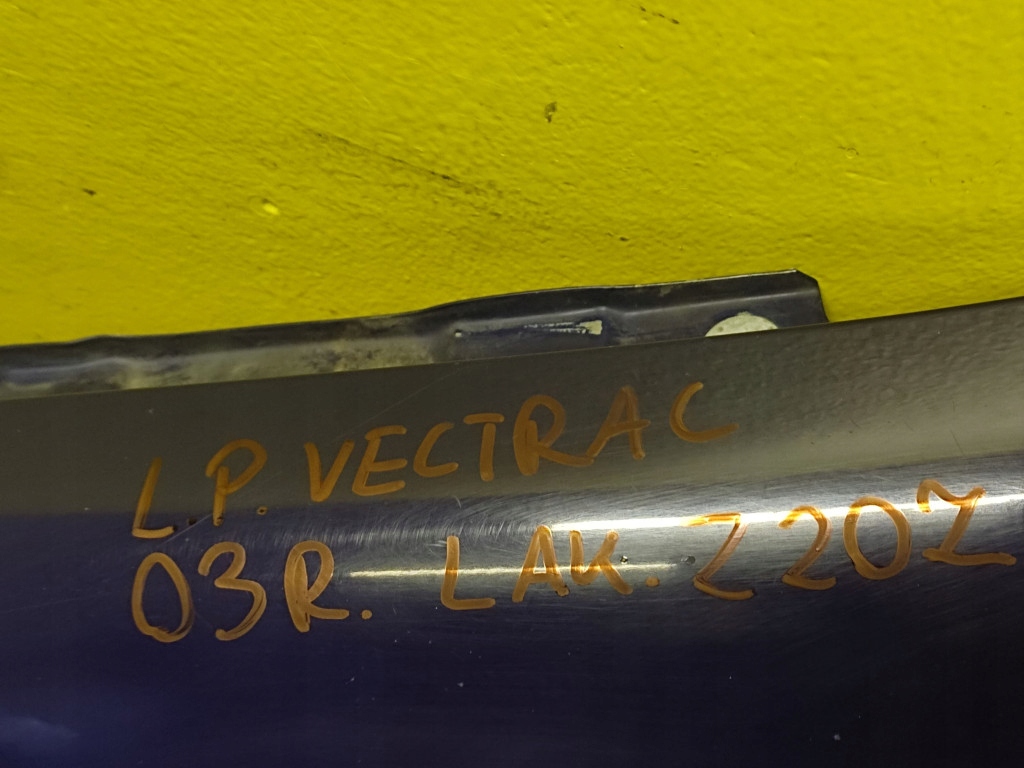 L.P. VECTRA C
03R. LAK. Z20Z